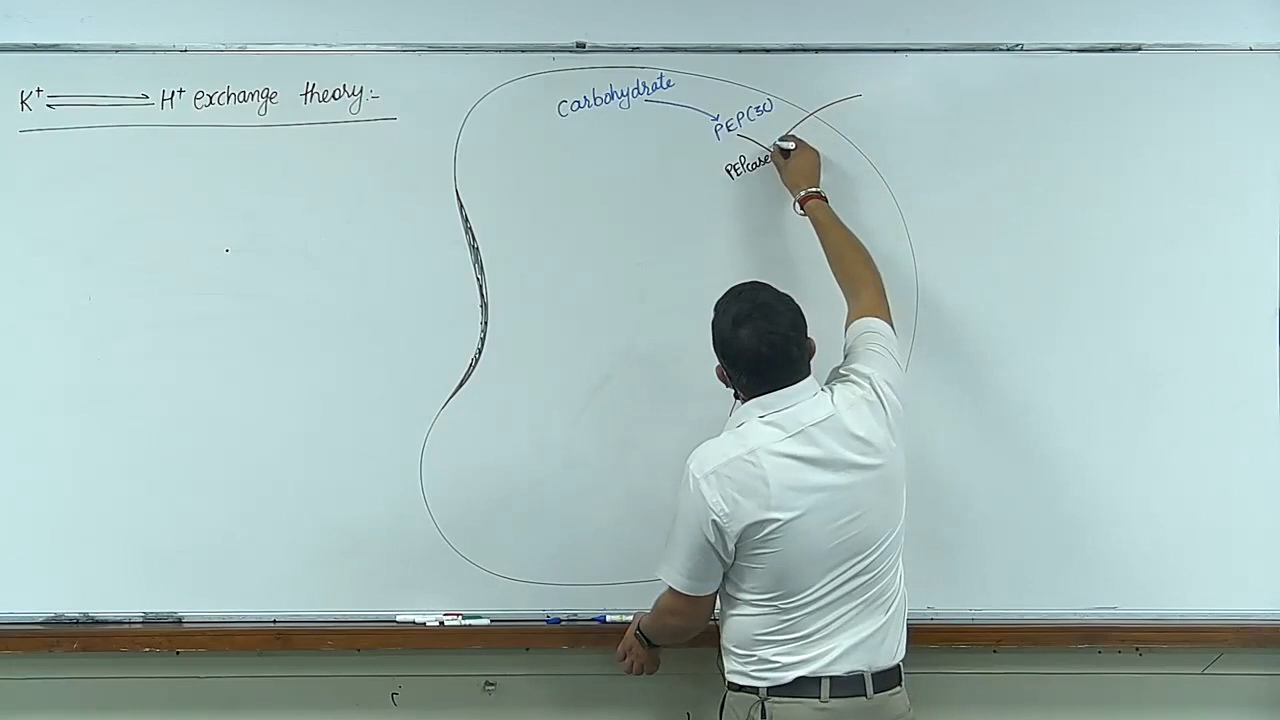 K⁺ ⇌ H⁺ exchange theory:-
Carbohydrate
PEP(3C)
PEPcase